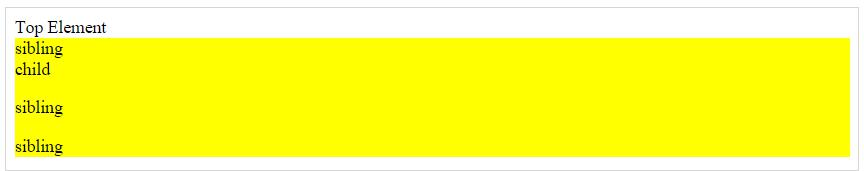 Top Element
sibling
child
sibling
sibling